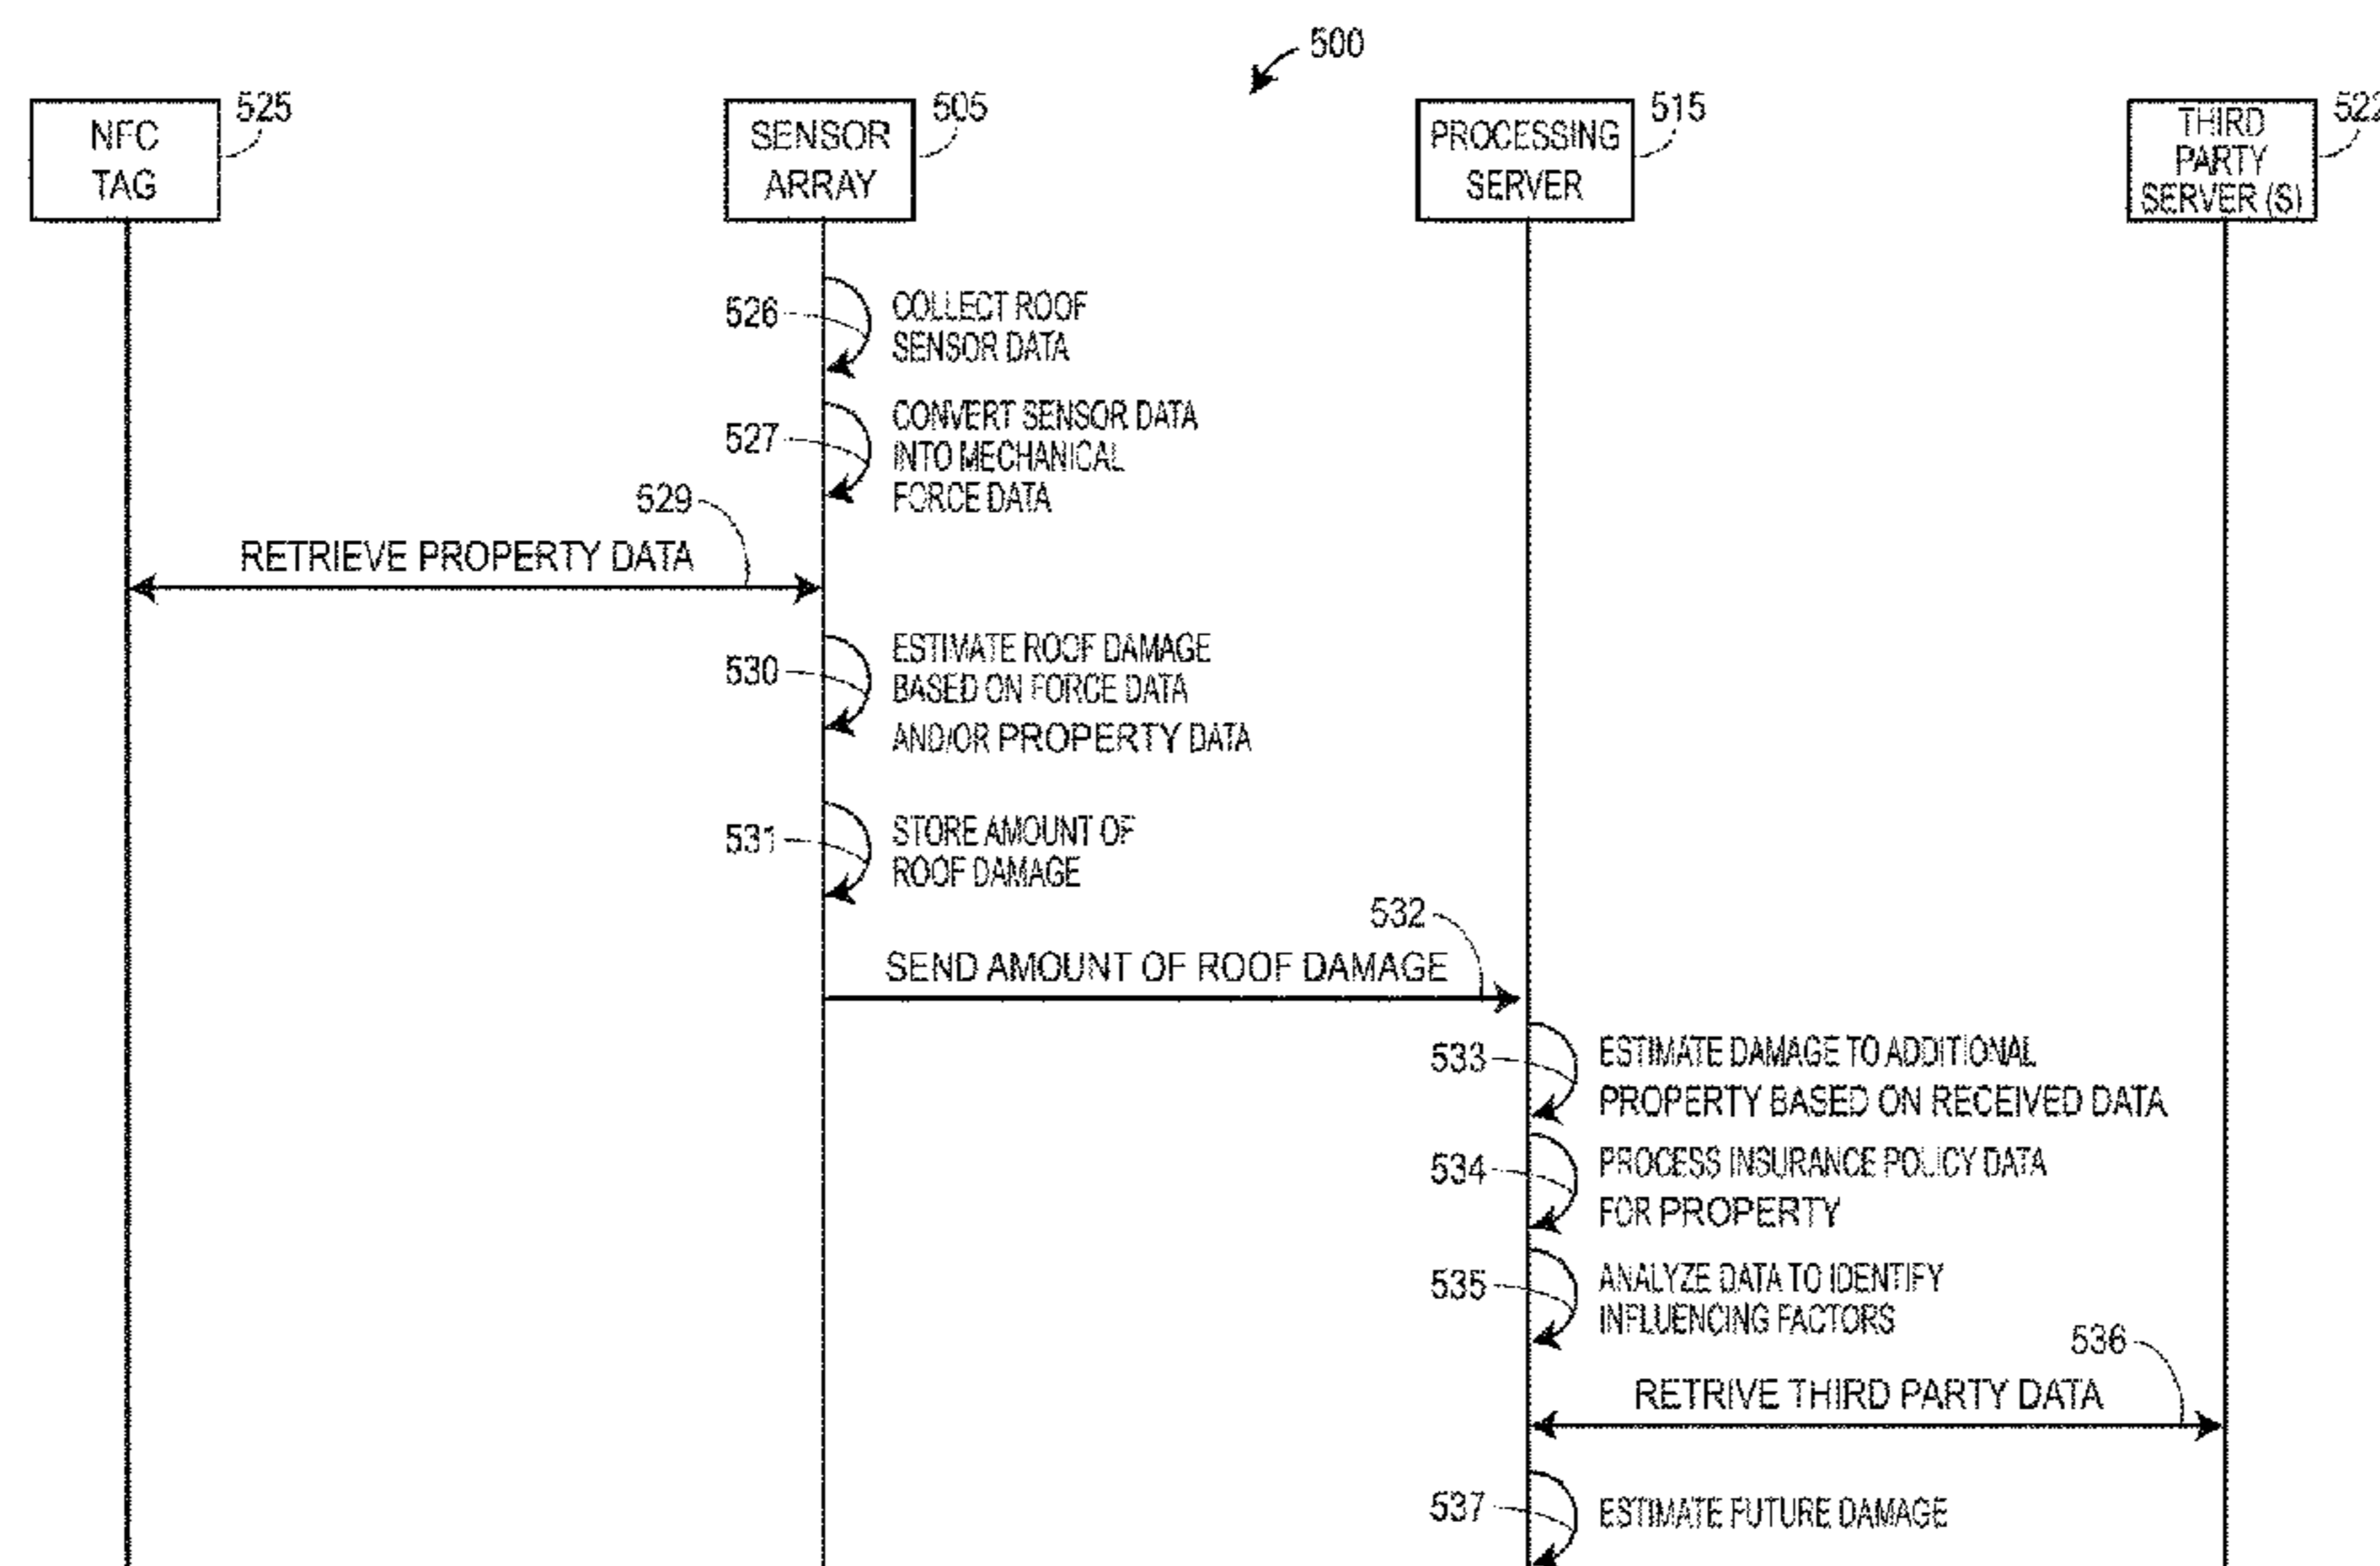 500
NFC
TAG
525
SENSOR
ARRAY
505
PROCESSING
SERVER
515
THIRD
PARTY
SERVER (S)
522
526
COLLECT ROOF
SENSOR DATA
527
CONVERT SENSOR DATA
INTO MECHANICAL
FORCE DATA
529
RETRIEVE PROPERTY DATA
530
ESTIMATE ROOF DAMAGE
BASED ON FORCE DATA
AND/OR PROPERTY DATA
531
STORE AMOUNT OF
ROOF DAMAGE
532
SEND AMOUNT OF ROOF DAMAGE
533
ESTIMATE DAMAGE TO ADDITIONAL
PROPERTY BASED ON RECEIVED DATA
534
PROCESS INSURANCE POLICY DATA
FOR PROPERTY
535
ANALYZE DATA TO IDENTIFY
INFLUENCING FACTORS
536
RETRIVE THIRD PARTY DATA
537
ESTIMATE FUTURE DAMAGE